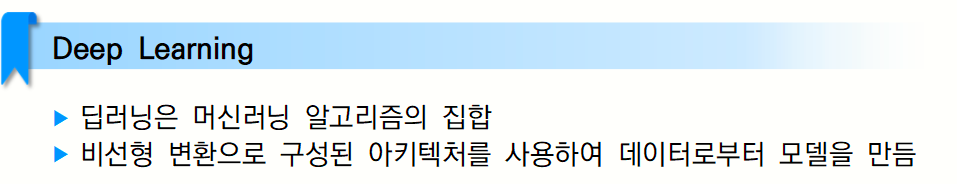 Deep Learning
▶ 딥러닝은 머신러닝 알고리즘의 집합
▶ 비선형 변환으로 구성된 아키텍처를 사용하여 데이터로부터 모델을 만듬